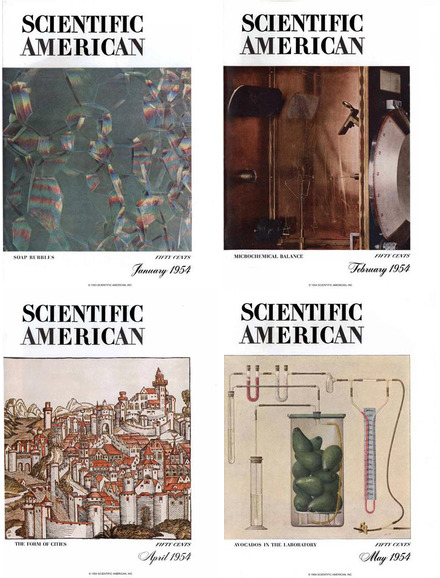 SCIENTIFIC
AMERICAN
SOAP BUBBLES
FIFTY CENTS
January 1954
SCIENTIFIC
AMERICAN
MICROCHEMICAL BALANCE
FIFTY CENTS
February 1954
SCIENTIFIC
AMERICAN
THE FORM OF CITIES
FIFTY CENTS
April 1954
SCIENTIFIC
AMERICAN
AVOCADOS IN THE LABORATORY
FIFTY CENTS
May 1954